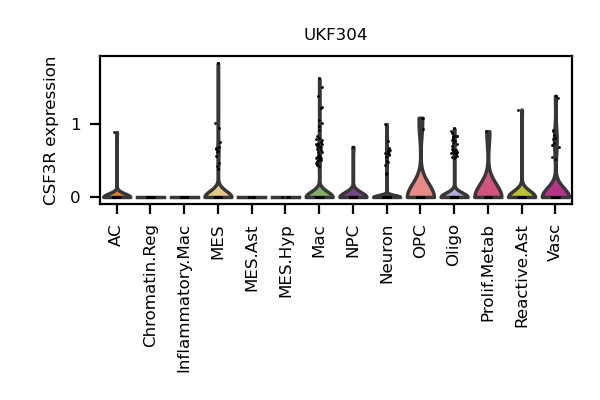 UKF304
CSF3R expression
1
0
AC
Chromatin.Reg
Inflammatory.Mac
MES
MES.Ast
MES.Hyp
Mac
NPC
Neuron
OPC
Oligo
Prolif.Metab
Reactive.Ast
Vasc